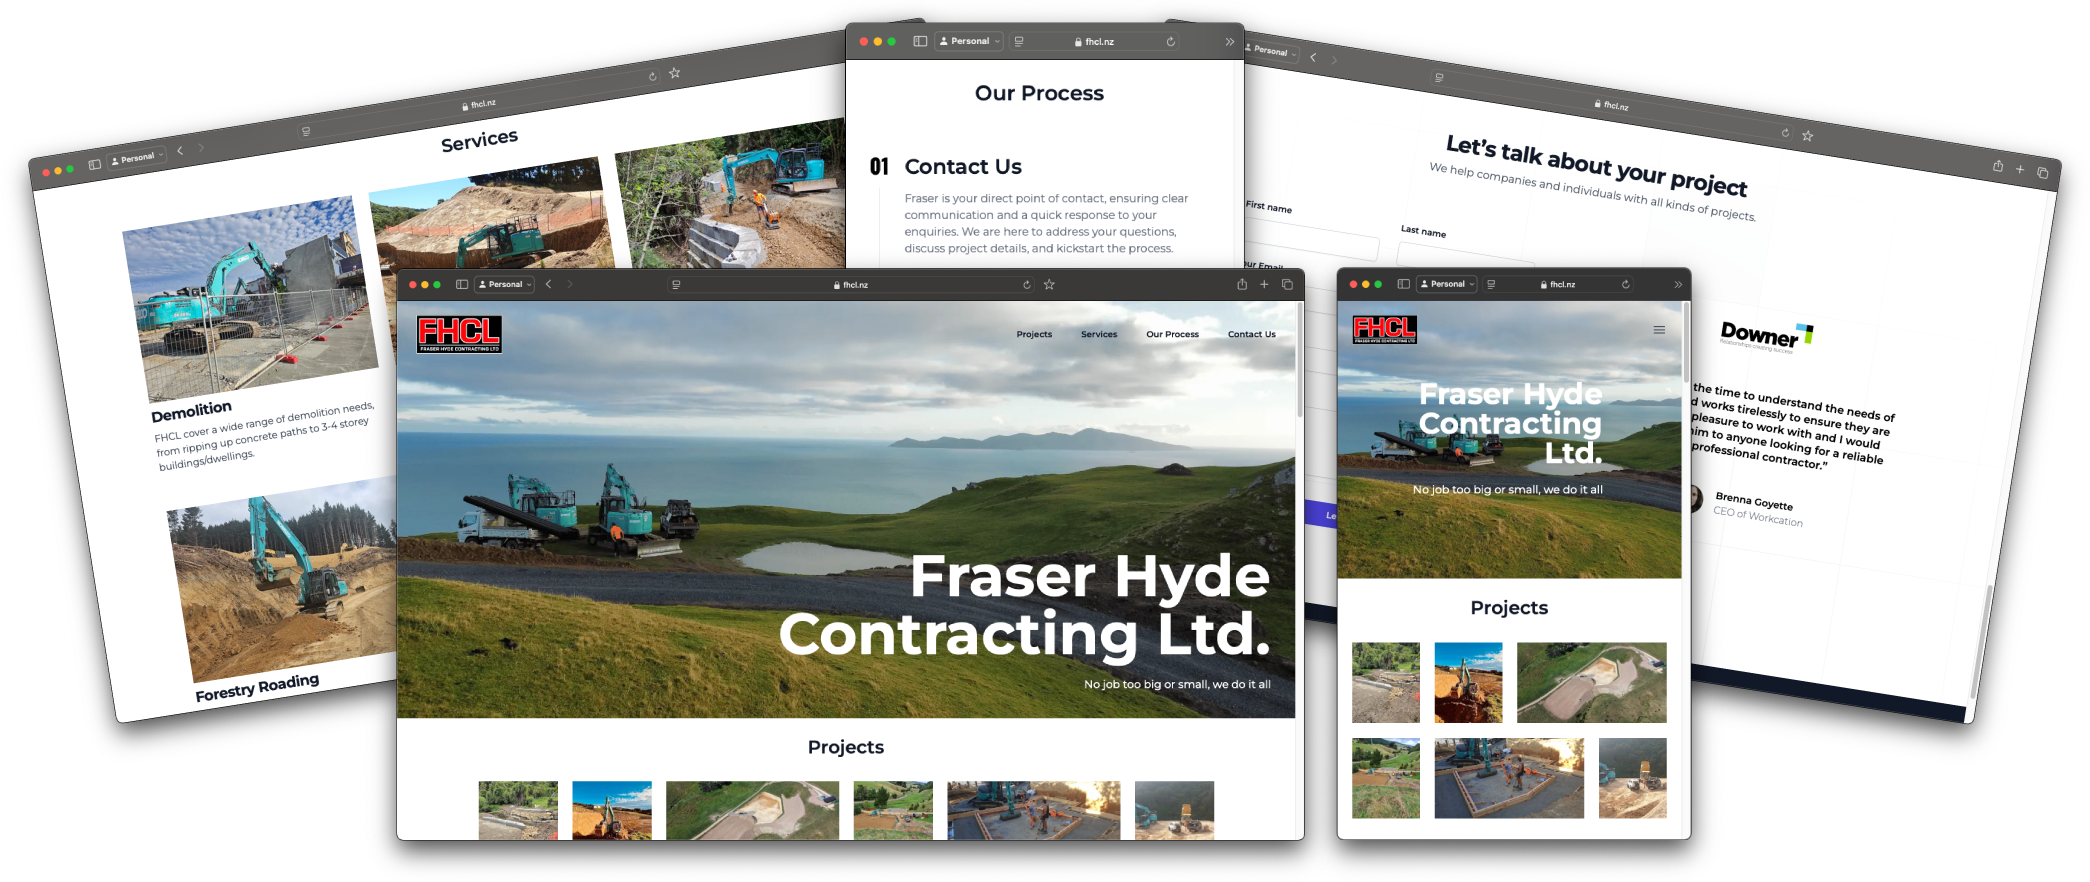 Personal
fhcl.nz
Services
Demolition
FHCL cover a wide range of demolition needs,
from ripping up concrete paths to 3-4 storey
buildings/dwellings.
Forestry Roading
Personal
fhcl.nz
Our Process
01 Contact Us
Fraser is your direct point of contact, ensuring clear
communication and a quick response to your
enquiries. We are here to address your questions,
discuss project details, and kickstart the process.
Personal
fhcl.nz
Let's talk about your project
We help companies and individuals with all kinds of projects.
First name
Last name
our Email
Le
Downer
Relationships creating success
the time to understand the needs of
d works tirelessly to ensure they are
pleasure to work with and I would
him to anyone looking for a reliable
professional contractor.”
Brenna Goyette
CEO of Workcation
Personal
fhcl.nz
FHCL
FRASER HYDE CONTRACTING LTD
Projects
Services
Our Process
Contact Us
Fraser Hyde
Contracting Ltd.
No job too big or small, we do it all
Projects
Personal
fhcl.nz
FHCL
FRASER HYDE CONTRACTING LTD
Fraser Hyde
Contracting
Ltd.
No job too big or small, we do it all
Projects